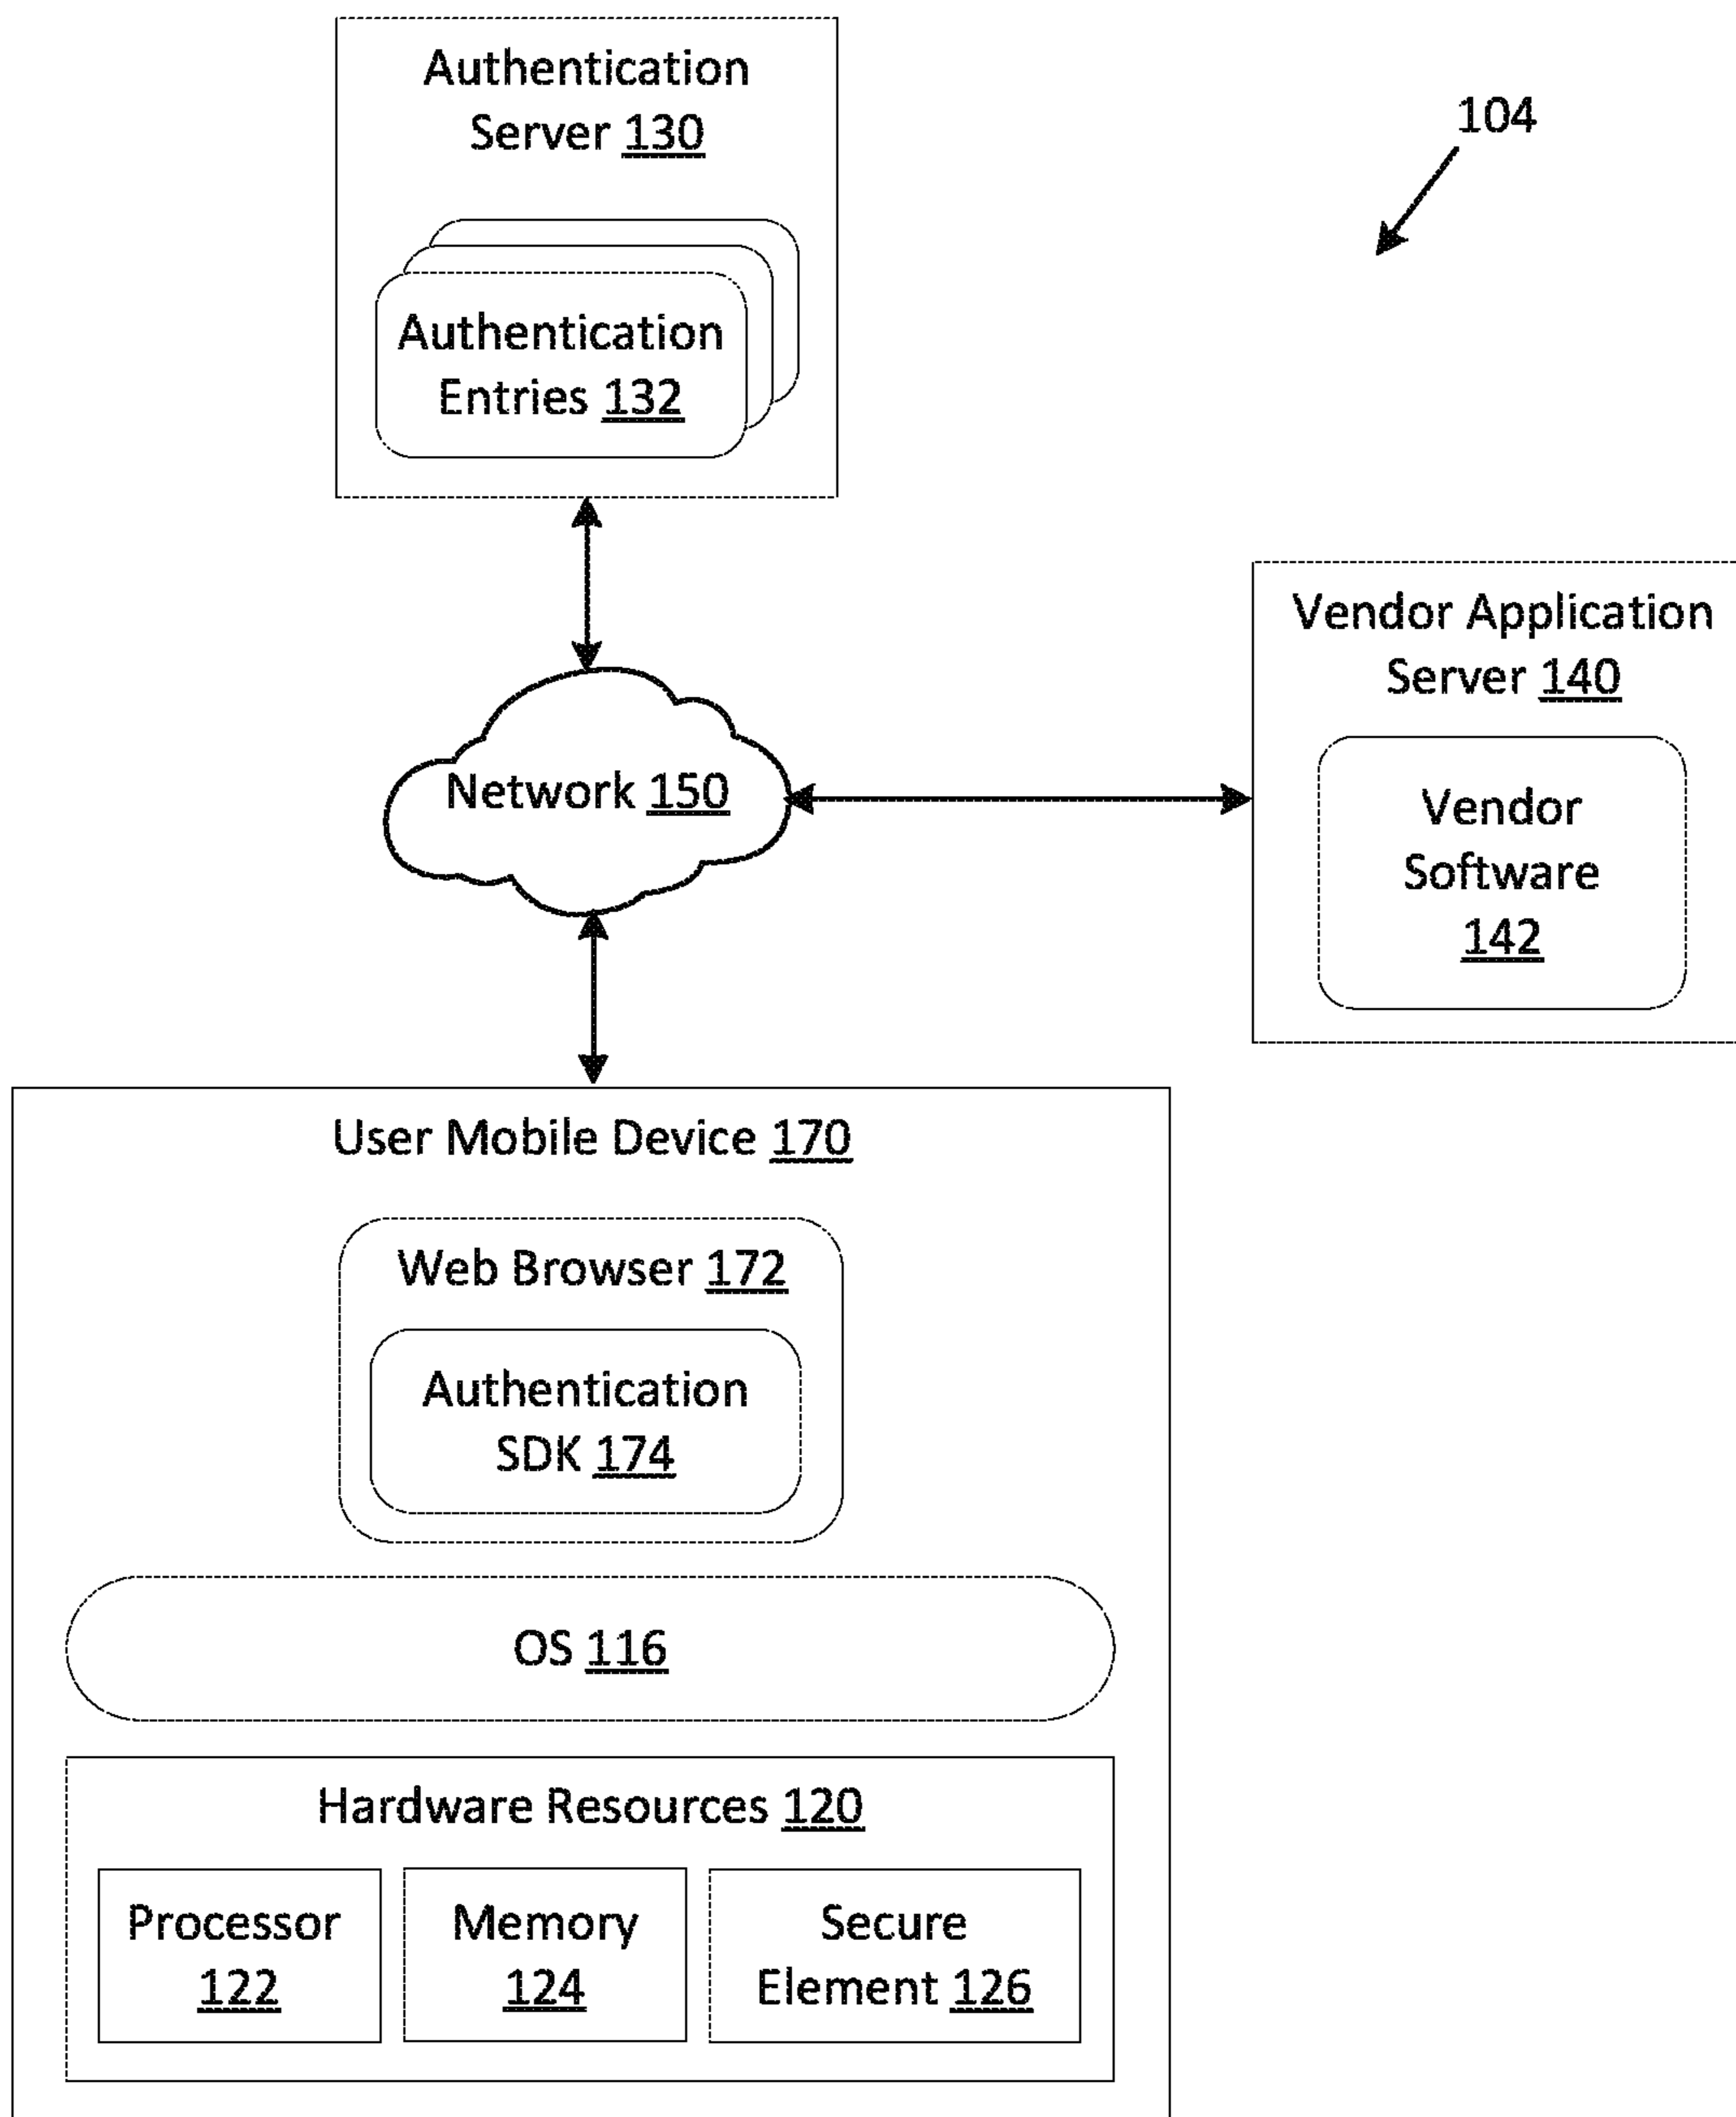 Authentication
Server 130
104
Authentication
Entries 132
Vendor Application
Server 140
Network 150
Vendor
Software
142
User Mobile Device 170
Web Browser 172
Authentication
SDK 174
OS 116
Hardware Resources 120
Processor
122
Memory
124
Secure
Element 126